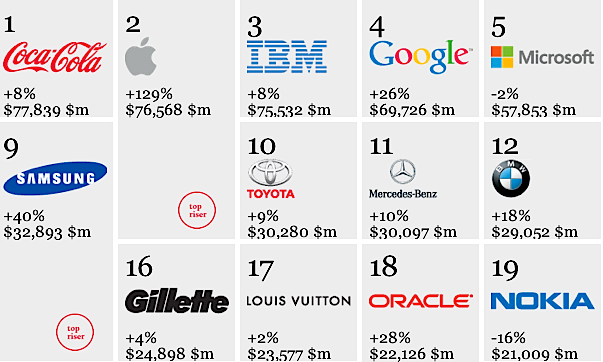 1
Coca-Cola
+8%
$77,839 $m
2
+129%
$76,568 $m
top
riser
3
IBM
+8%
$75,532 $m
4
Google™
+26%
$69,726 $m
5
Microsoft
-2%
$57,853 $m
9
SAMSUNG
+40%
$32,893 $m
top
riser
10
TOYOTA
+9%
$30,280 $m
11
Mercedes-Benz
+10%
$30,097 $m
12
BMW
+18%
$29,052 $m
16
Gillette
+4%
$24,898 $m
17
LOUIS VUITTON
+2%
$23,577 $m
18
ORACLE
+28%
$22,126 $m
19
NOKIA
-16%
$21,009 $m